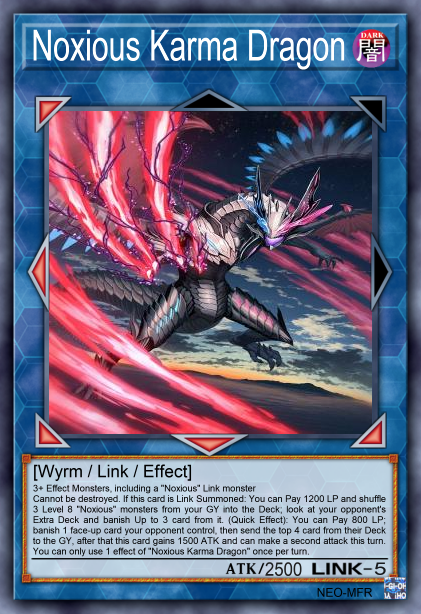 Noxious Karma Dragon
DARK
闇
[Wyrm / Link / Effect]
3+ Effect Monsters, including a "Noxious" Link monster
Cannot be destroyed. If this card is Link Summoned: You can Pay 1200 LP and shuffle
3 Level 8 "Noxious" monsters from your GY into the Deck; look at your opponent's
Extra Deck and banish Up to 3 card from it. (Quick Effect): You can Pay 800 LP;
banish 1 face-up card your opponent control, then send the top 4 card from their Deck
to the GY, after that this card gains 1500 ATK and can make a second attack this turn.
You can only use 1 effect of "Noxious Karma Dragon" once per turn.
ATK/2500 LINK-5
NEO-MFR